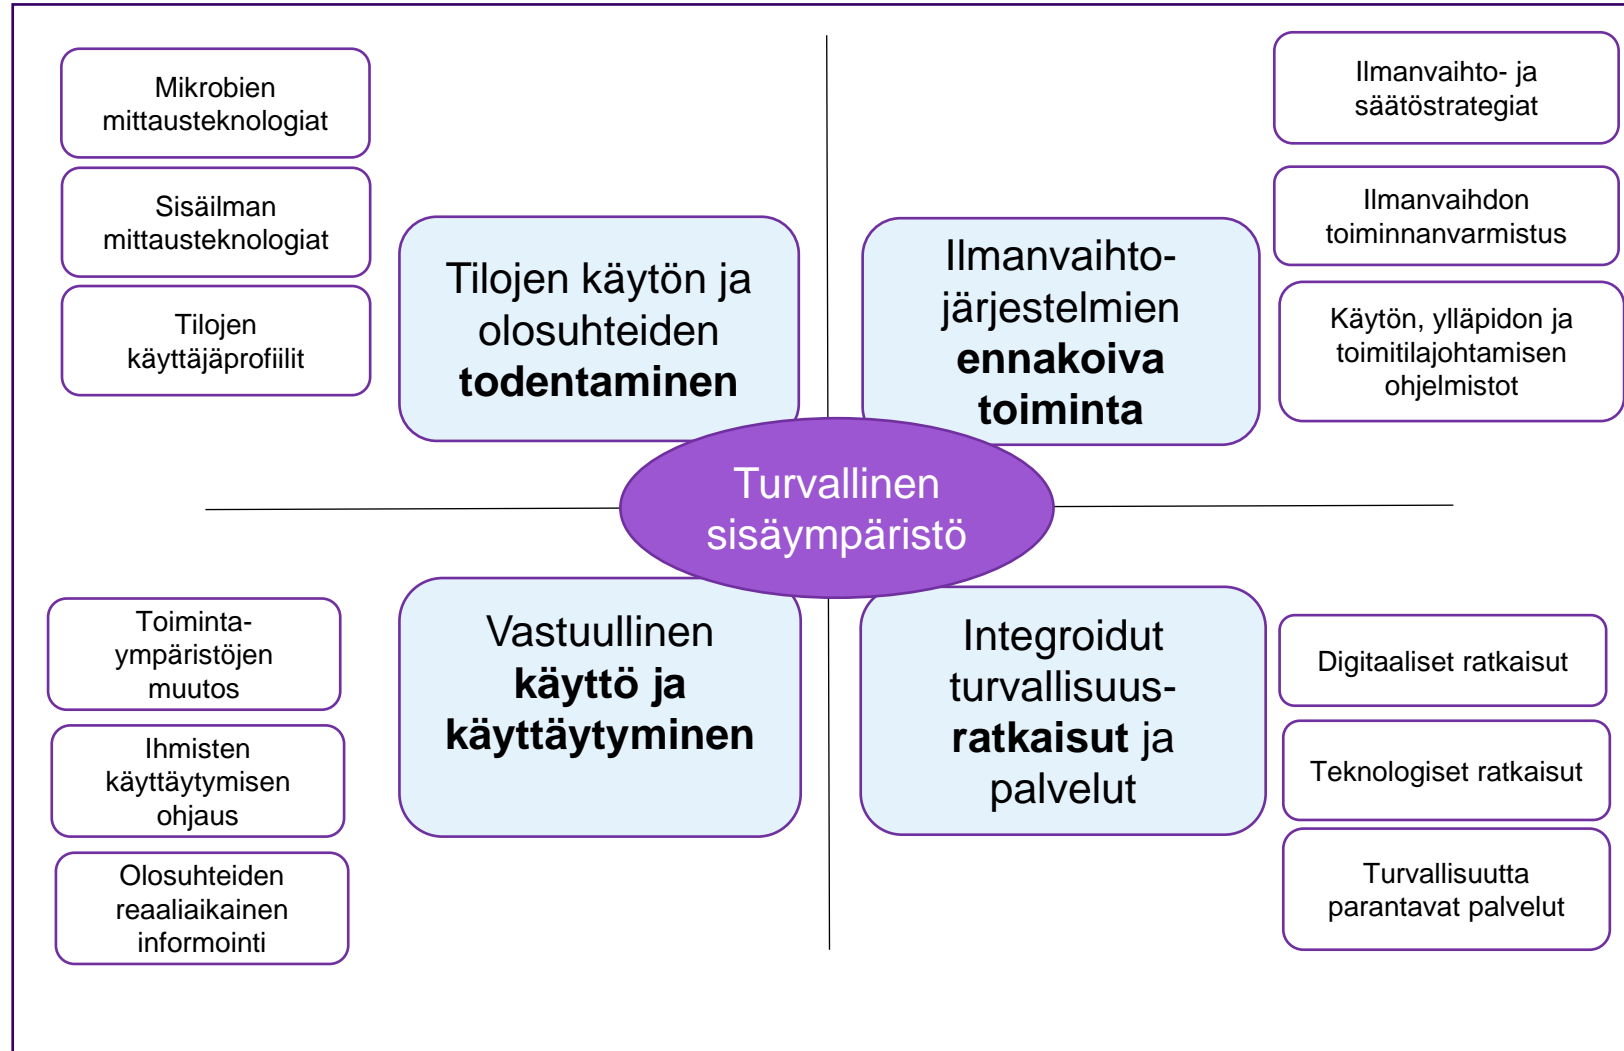 Mikrobien
mittausteknologiat
Sisäilman
mittausteknologiat
Tilojen
käyttäjäprofiilit
Tilojen käytön ja
olosuhteiden
todentaminen
Ilmanvaihto-
järjestelmien
ennakoiva
toiminta
Ilmanvaihto- ja
säätöstrategiat
Ilmanvaihdon
toiminnanvarmistus
Käytön, ylläpidon ja
toimitilajohtamisen
ohjelmistot
Turvallinen
sisäympäristö
Toiminta-
ympäristöjen
muutos
Ihmisten
käyttäytymisen
ohjaus
Olosuhteiden
reaaliaikainen
informointi
Vastuullinen
käyttö ja
käyttäytyminen
Integroidut
turvallisuus-
ratkaisut ja
palvelut
Digitaaliset ratkaisut
Teknologiset ratkaisut
Turvallisuutta
parantavat palvelut